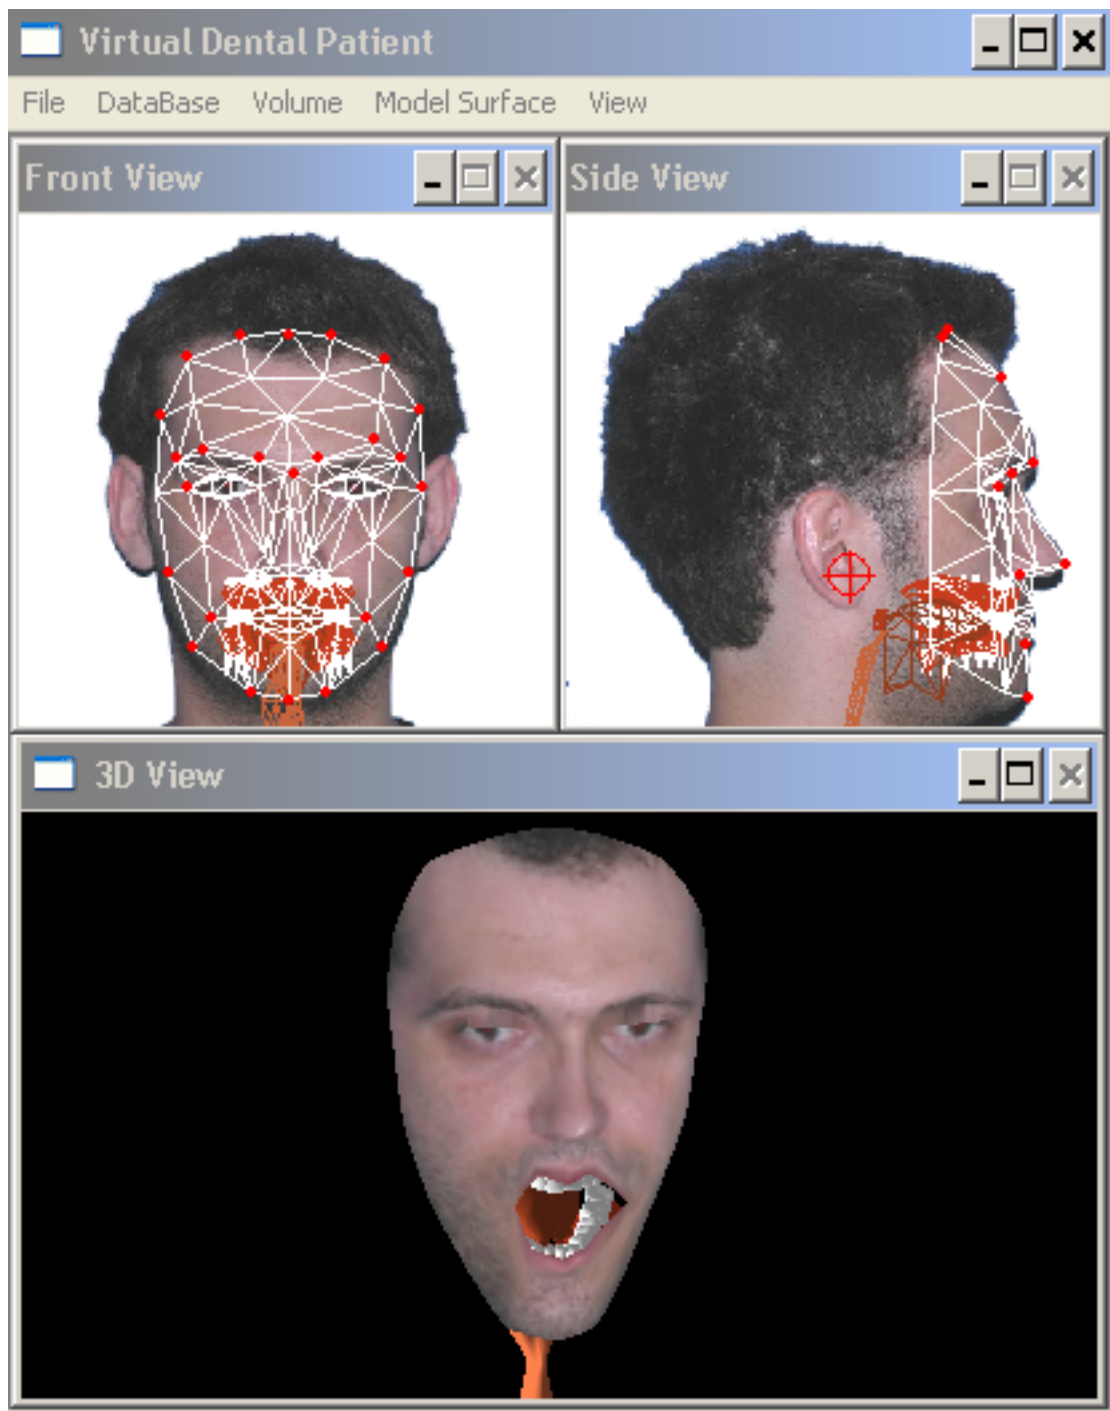 Virtual Dental Patient
File DataBase Volume Model Surface View
Front View
Side View
3D View